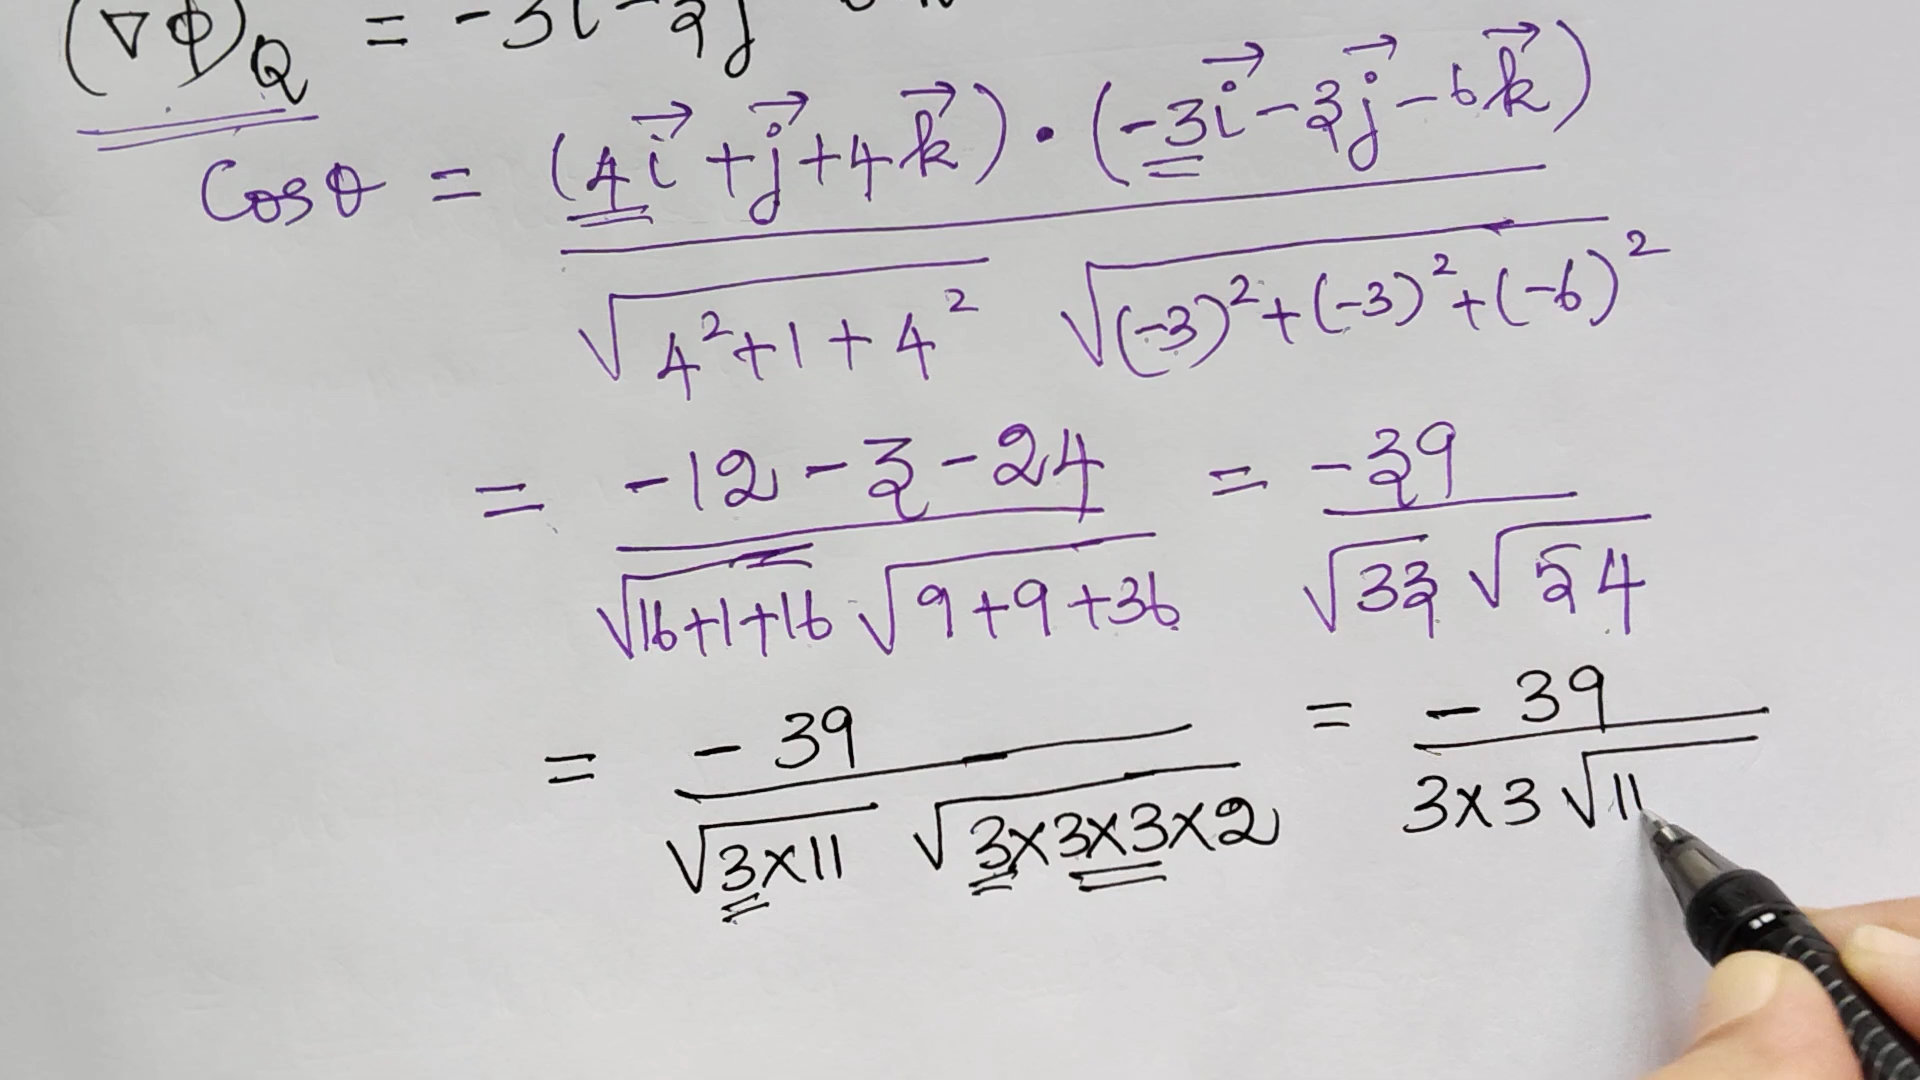 (∇φ)_Q = -3i - 3j
Cosθ = (4i⃗ + j⃗ + 4k⃗) · (-3i⃗ - 3j⃗ - 6k⃗) / √(4² + 1 + 4²) √((-3)² + (-3)² + (-6)²)
= -12 - 3 - 24 / √(16+1+16) √(9+9+36) = -39 / √33 √54
= -39 / √(3×11) √(3×3×3×2) = -39 / 3×3 √11